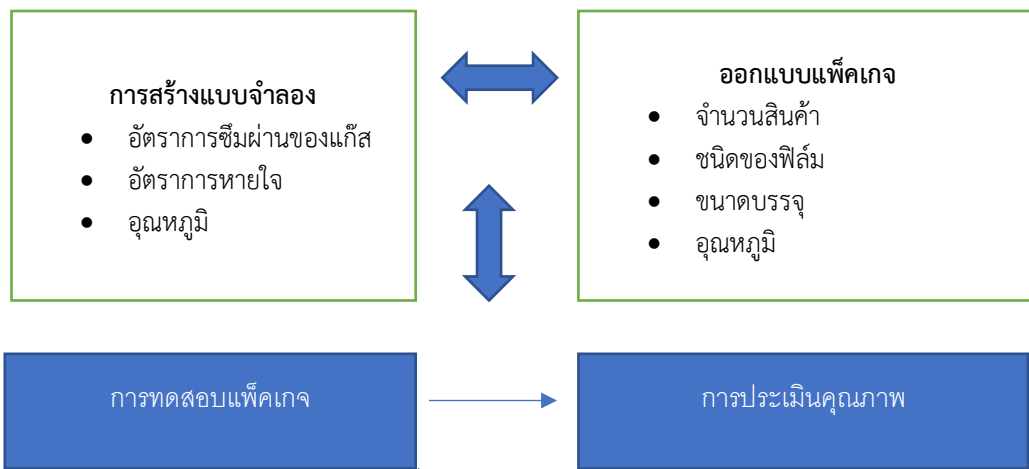 การสร้างแบบจำลอง
• อัตราการซึมผ่านของแก๊ส
• อัตราการหายใจ
• อุณหภูมิ
ออกแบบแพ็คเกจ
• จำนวนสินค้า
• ชนิดของฟิล์ม
• ขนาดบรรจุ
• อุณหภูมิ
การทดสอบแพ็คเกจ
การประเมินคุณภาพ